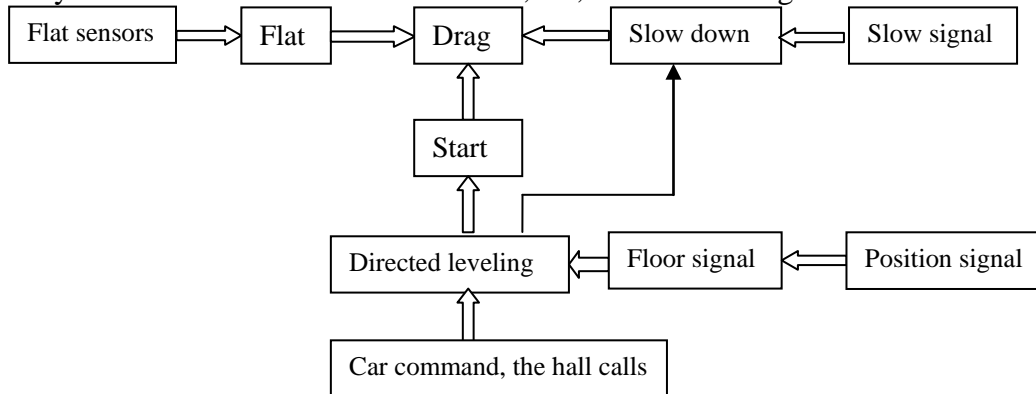 Flat sensors
Flat
Drag
Slow down
Slow signal
Start
Directed leveling
Floor signal
Position signal
Car command, the hall calls